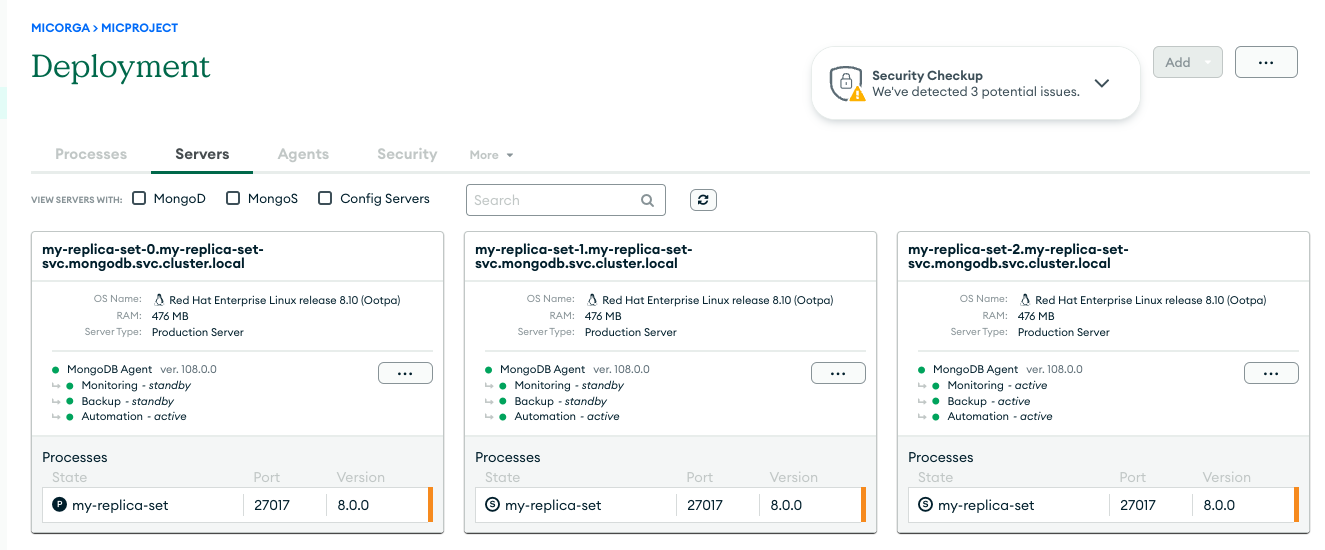 MICORGA > MICPROJECT
Deployment
Security Checkup
We've detected 3 potential issues.
Add
...
Processes Servers Agents Security More
VIEW SERVERS WITH: MongoD MongoS Config Servers Search
my-replica-set-0.my-replica-set-
svc.mongodb.svc.cluster.local
OS Name: Red Hat Enterprise Linux release 8.10 (Ootpa)
RAM: 476 MB
Server Type: Production Server
MongoDB Agent ver. 108.0.0 ...
Monitoring - standby
Backup - standby
Automation - active
Processes
State Port Version
P my-replica-set 27017 8.0.0
my-replica-set-1.my-replica-set-
svc.mongodb.svc.cluster.local
OS Name: Red Hat Enterprise Linux release 8.10 (Ootpa)
RAM: 476 MB
Server Type: Production Server
MongoDB Agent ver. 108.0.0 ...
Monitoring - standby
Backup - standby
Automation - active
Processes
State Port Version
S my-replica-set 27017 8.0.0
my-replica-set-2.my-replica-set-
svc.mongodb.svc.cluster.local
OS Name: Red Hat Enterprise Linux release 8.10 (Ootpa)
RAM: 476 MB
Server Type: Production Server
MongoDB Agent ver. 108.0.0 ...
Monitoring - active
Backup - active
Automation - active
Processes
State Port Version
S my-replica-set 27017 8.0.0